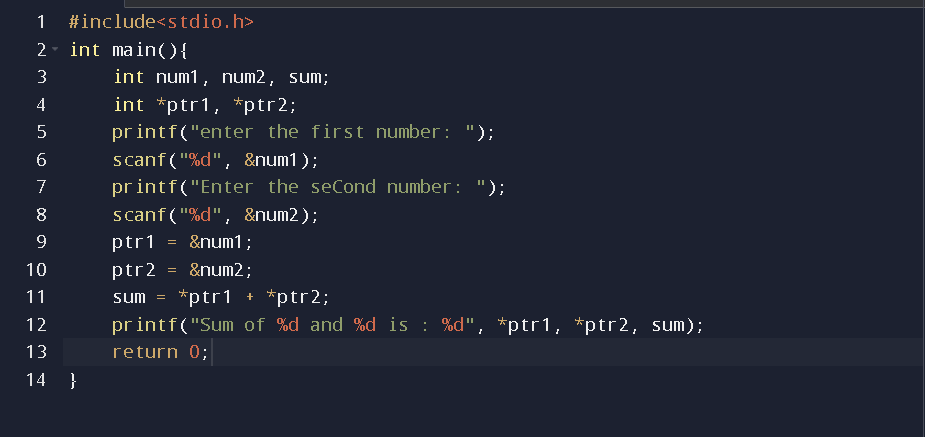 1 #include<stdio.h>
2 int main(){
3     int num1, num2, sum;
4     int *ptr1, *ptr2;
5     printf("enter the first number: ");
6     scanf("%d", &num1);
7     printf("Enter the seCond number: ");
8     scanf("%d", &num2);
9     ptr1 = &num1;
10     ptr2 = &num2;
11     sum = *ptr1 + *ptr2;
12     printf("Sum of %d and %d is : %d", *ptr1, *ptr2, sum);
13     return 0;
14 }